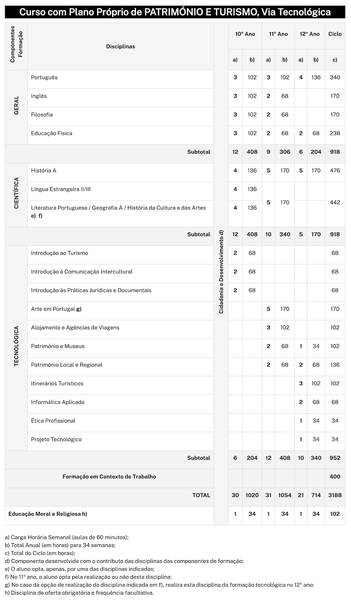 Curso com Plano Próprio de PATRIMÓNIO E TURISMO, Via Tecnológica
Componentes Formação Disciplinas 10º Ano 11º Ano 12º Ano Ciclo
a) b) a) b) a) b) c)
GERAL
Português 3 102 3 102 4 136 340
Inglês 3 102 2 68 170
Filosofia 3 102 2 68 170
Educação Física 3 102 2 68 2 68 238
Subtotal 12 408 9 306 6 204 918
CIENTÍFICA
História A 4 136 5 170 5 170 476
Língua Estrangeira II/III 4 136
5 170 442
Literatura Portuguesa / Geografia A / História da Cultura e das Artes 4 136
e) f)
Subtotal 12 408 10 340 5 170 918
Cidadania e Desenvolvimento d)
TECNOLÓGICA
Introdução ao Turismo 2 68 68
Introdução à Comunicação Intercultural 2 68 68
Introdução às Práticas Jurídicas e Documentais 2 68 68
Arte em Portugal g) 5 170 170
Alojamento e Agências de Viagens 3 102 102
Património e Museus 2 68 1 34 102
Património Local e Regional 2 68 2 68 136
Itinerários Turísticos 3 102 102
Informática Aplicada 2 68 68
Ética Profissional 1 34 34
Projeto Tecnológico 1 34 34
Subtotal 6 204 12 408 10 340 952
Formação em Contexto de Trabalho 400
TOTAL 30 1020 31 1054 21 714 3188
Educação Moral e Religiosa h) 1 34 1 34 1 34 102
a) Carga Horária Semanal (aulas de 60 minutos);
b) Total Anual (em horas) para 34 semanas;
c) Total do Ciclo (em horas);
d) Componente desenvolvida com o contributo das disciplinas das componentes de formação;
e) O aluno opta, apenas, por uma das disciplinas indicadas;
f) No 11º ano, o aluno opta pela realização ou não desta disciplina;
g) No caso da opção de realização da disciplina indicada em f), realiza esta disciplina da formação tecnológica no 12º ano;
h) Disciplina de oferta obrigatória e frequência facultativa.